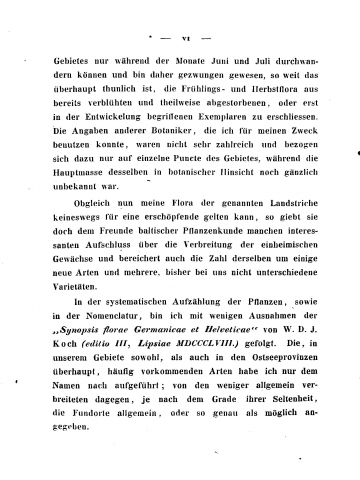 — VI —
Gebietes nur während der Monate Juni und Juli durchwan-
dern können und bin daher gezwungen gewesen, so weit das
überhaupt thunlich ist, die Frühlings- und Herbstflora aus
bereits verblühten und theilweise abgestorbenen, oder erst
in der Entwickelung begriffenen Exemplaren zu erschliessen.
Die Angaben anderer Botaniker, die ich für meinen Zweck
benutzen konnte, waren nicht sehr zahlreich und bezogen
sich dazu nur auf einzelne Puncte des Gebietes, während die
Hauptmasse desselben in botanischer Hinsicht noch gänzlich
unbekannt war.
Obgleich nun meine Flora der genannten Landstriche
keineswegs für eine erschöpfende gelten kann, so giebt sie
doch dem Freunde baltischer Pflanzenkunde manchen interes-
santen Aufschluss über die Verbreitung der einheimischen
Gewächse und bereichert auch die Zahl derselben um einige
neue Arten und mehrere, bisher bei uns nicht unterschiedene
Varietäten.
In der systematischen Aufzählung der Pflanzen, sowie
in der Nomenclatur, bin ich mit wenigen Ausnahmen der
„Synopsis florae Germanicae et Helveticae“ von W. D. J.
Koch (editio III, Lipsiae MDCCCLVIII.) gefolgt. Die, in
unserem Gebiete sowohl, als auch in den Ostseeprovinzen
überhaupt, häufig vorkommenden Arten habe ich nur dem
Namen nach aufgeführt; von den weniger allgemein ver-
breiteten dagegen, je nach dem Grade ihrer Seltenheit,
die Fundorte allgemein, oder so genau als möglich an-
gegeben.